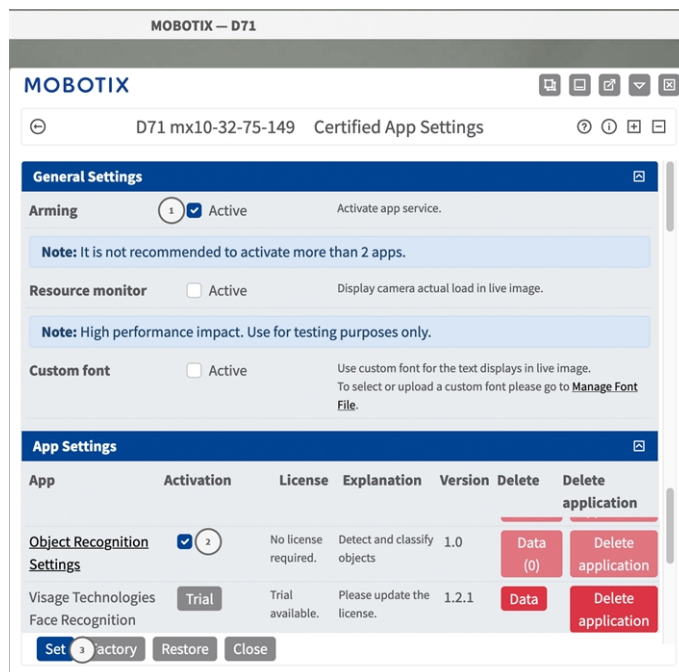 MOBOTIX — D71
MOBOTIX
D71 mx10-32-75-149 Certified App Settings
General Settings
Arming 1 Active Activate app service.
Note: It is not recommended to activate more than 2 apps.
Resource monitor Active Display camera actual load in live image.
Note: High performance impact. Use for testing purposes only.
Custom font Active Use custom font for the text displays in live image.
To select or upload a custom font please go to Manage Font
File.
App Settings
App Activation License Explanation Version Delete Delete
application
Object Recognition 2 No license Detect and classify 1.0 Data Delete
Settings required. objects (0) application
Visage Technologies Trial Trial Please update the 1.2.1 Data Delete
Face Recognition available. license. application
Set 3 actory Restore Close